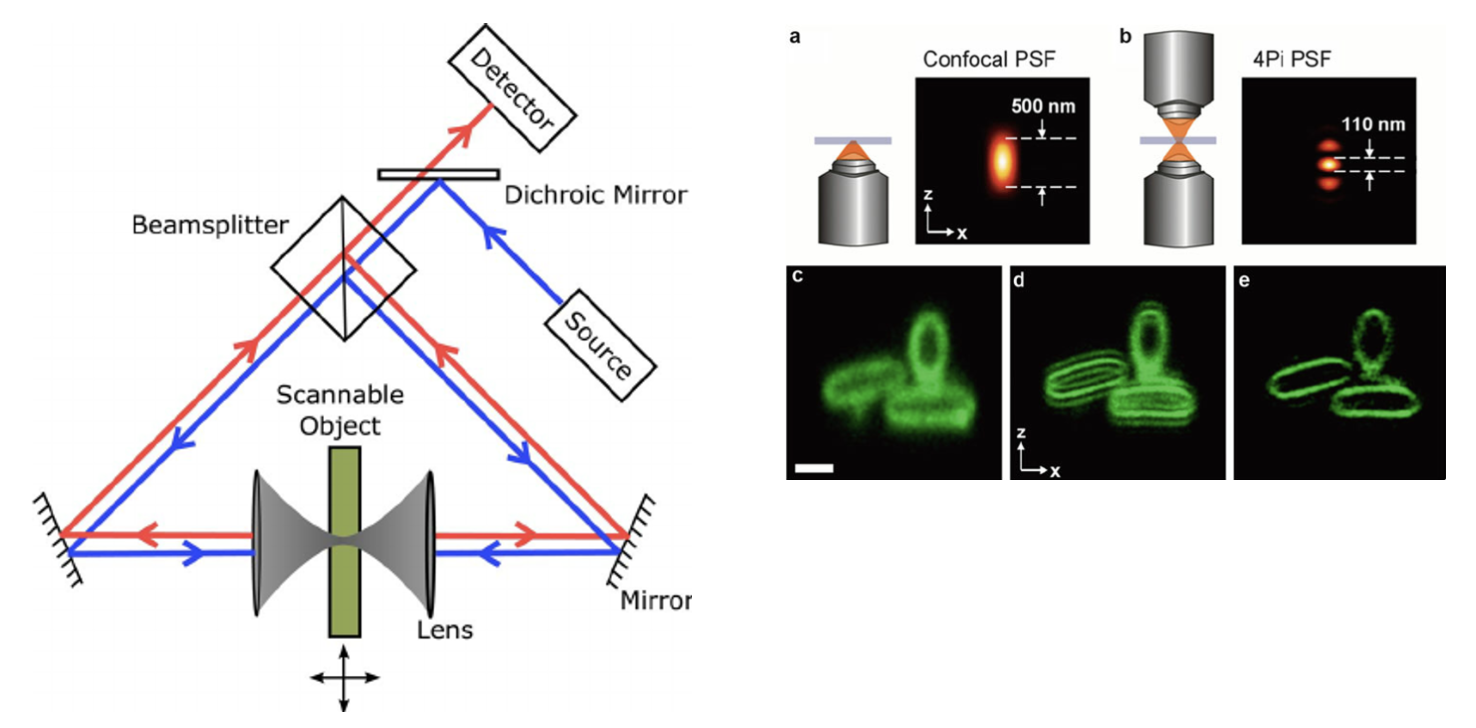 Detector
Dichroic Mirror
Beamsplitter
Source
Scannable
Object
Mirror
Lens
a
Confocal PSF
500 nm
z
x
b
4Pi PSF
110 nm
c
d
z
x
e